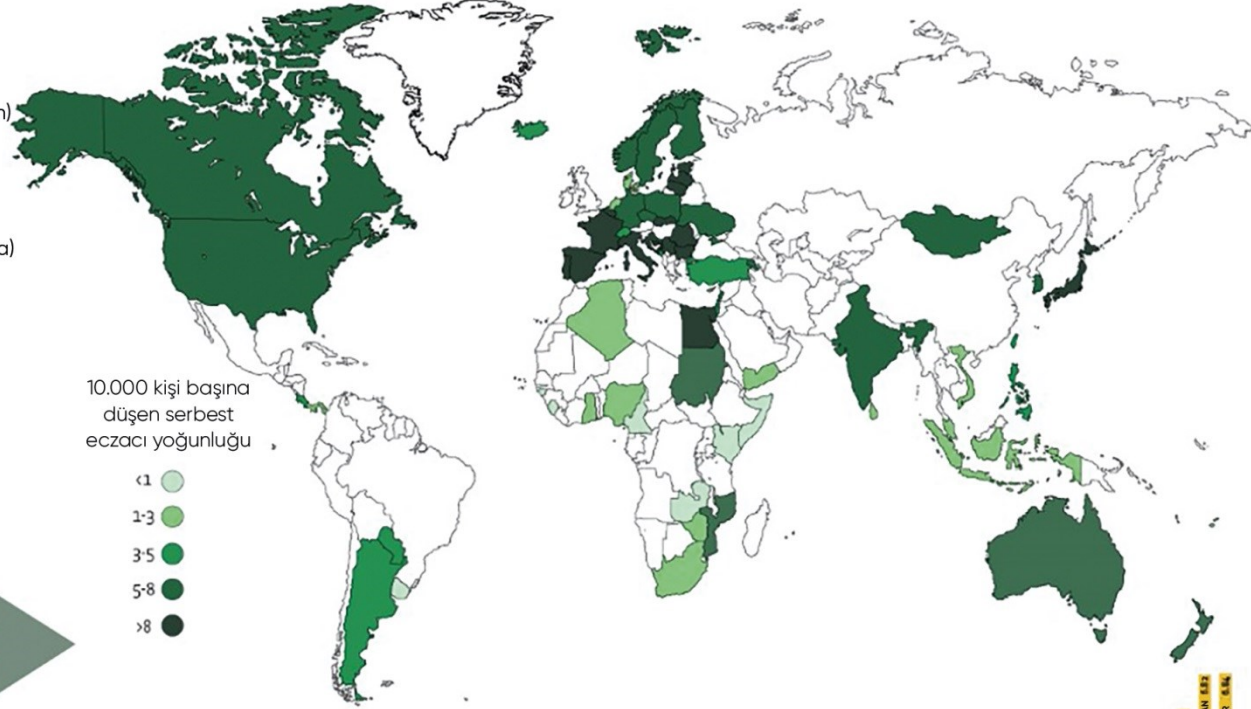 n)
a)
10.000 kişi başına
düşen serbest
eczacı yoğunluğu
<1
1-3
3-5
5-8
>8